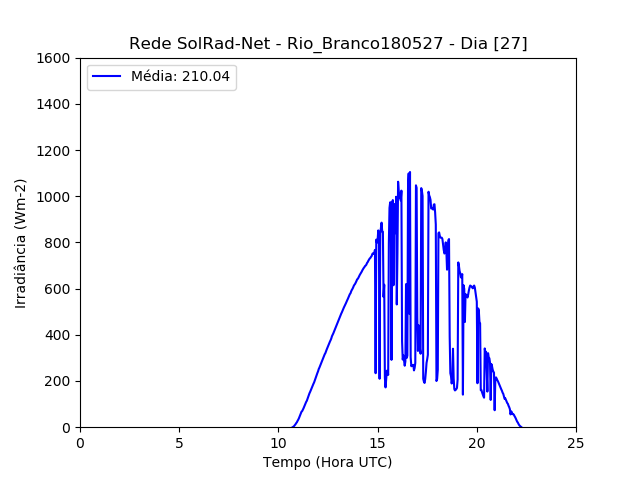 Rede SolRad-Net - Rio_Branco180527 - Dia [27]
Média: 210.04
1600
1400
1200
1000
800
600
400
200
0
Irradiância (Wm-2)
0 5 10 15 20 25
Tempo (Hora UTC)